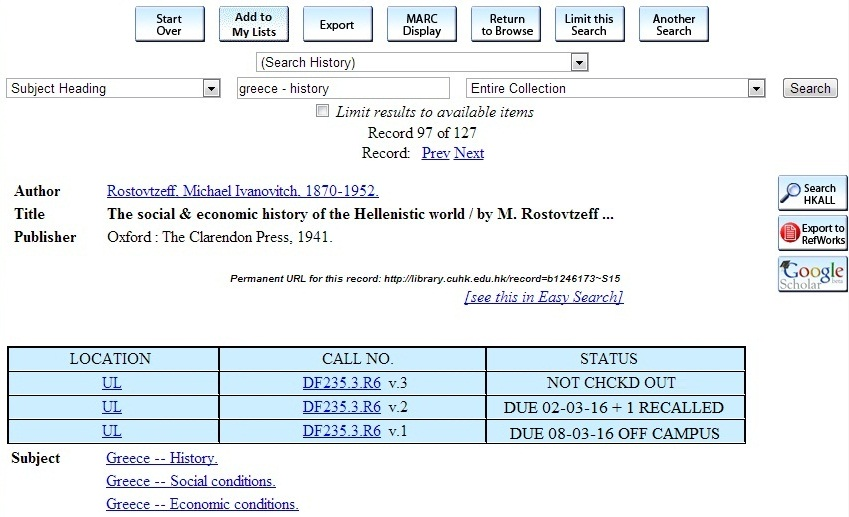 Start Over
Add to My Lists
Export
MARC Display
Return to Browse
Limit this Search
Another Search
(Search History)
Subject Heading
greece - history
Entire Collection
Search
Limit results to available items
Record 97 of 127
Record: Prev Next
Author Rostovtzeff, Michael Ivanovitch, 1870-1952.
Title The social & economic history of the Hellenistic world / by M. Rostovtzeff ...
Publisher Oxford : The Clarendon Press, 1941.
Search HKALL
Export to RefWorks
Google Scholar Beta
Permanent URL for this record: http://library.cuhk.edu.hk/record=b1246173~S15
[see this in Easy Search]
LOCATION CALL NO. STATUS
UL DF235.3.R6 v.3 NOT CHCKD OUT
UL DF235.3.R6 v.2 DUE 02-03-16 + 1 RECALLED
UL DF235.3.R6 v.1 DUE 08-03-16 OFF CAMPUS
Subject Greece -- History.
Greece -- Social conditions.
Greece -- Economic conditions.